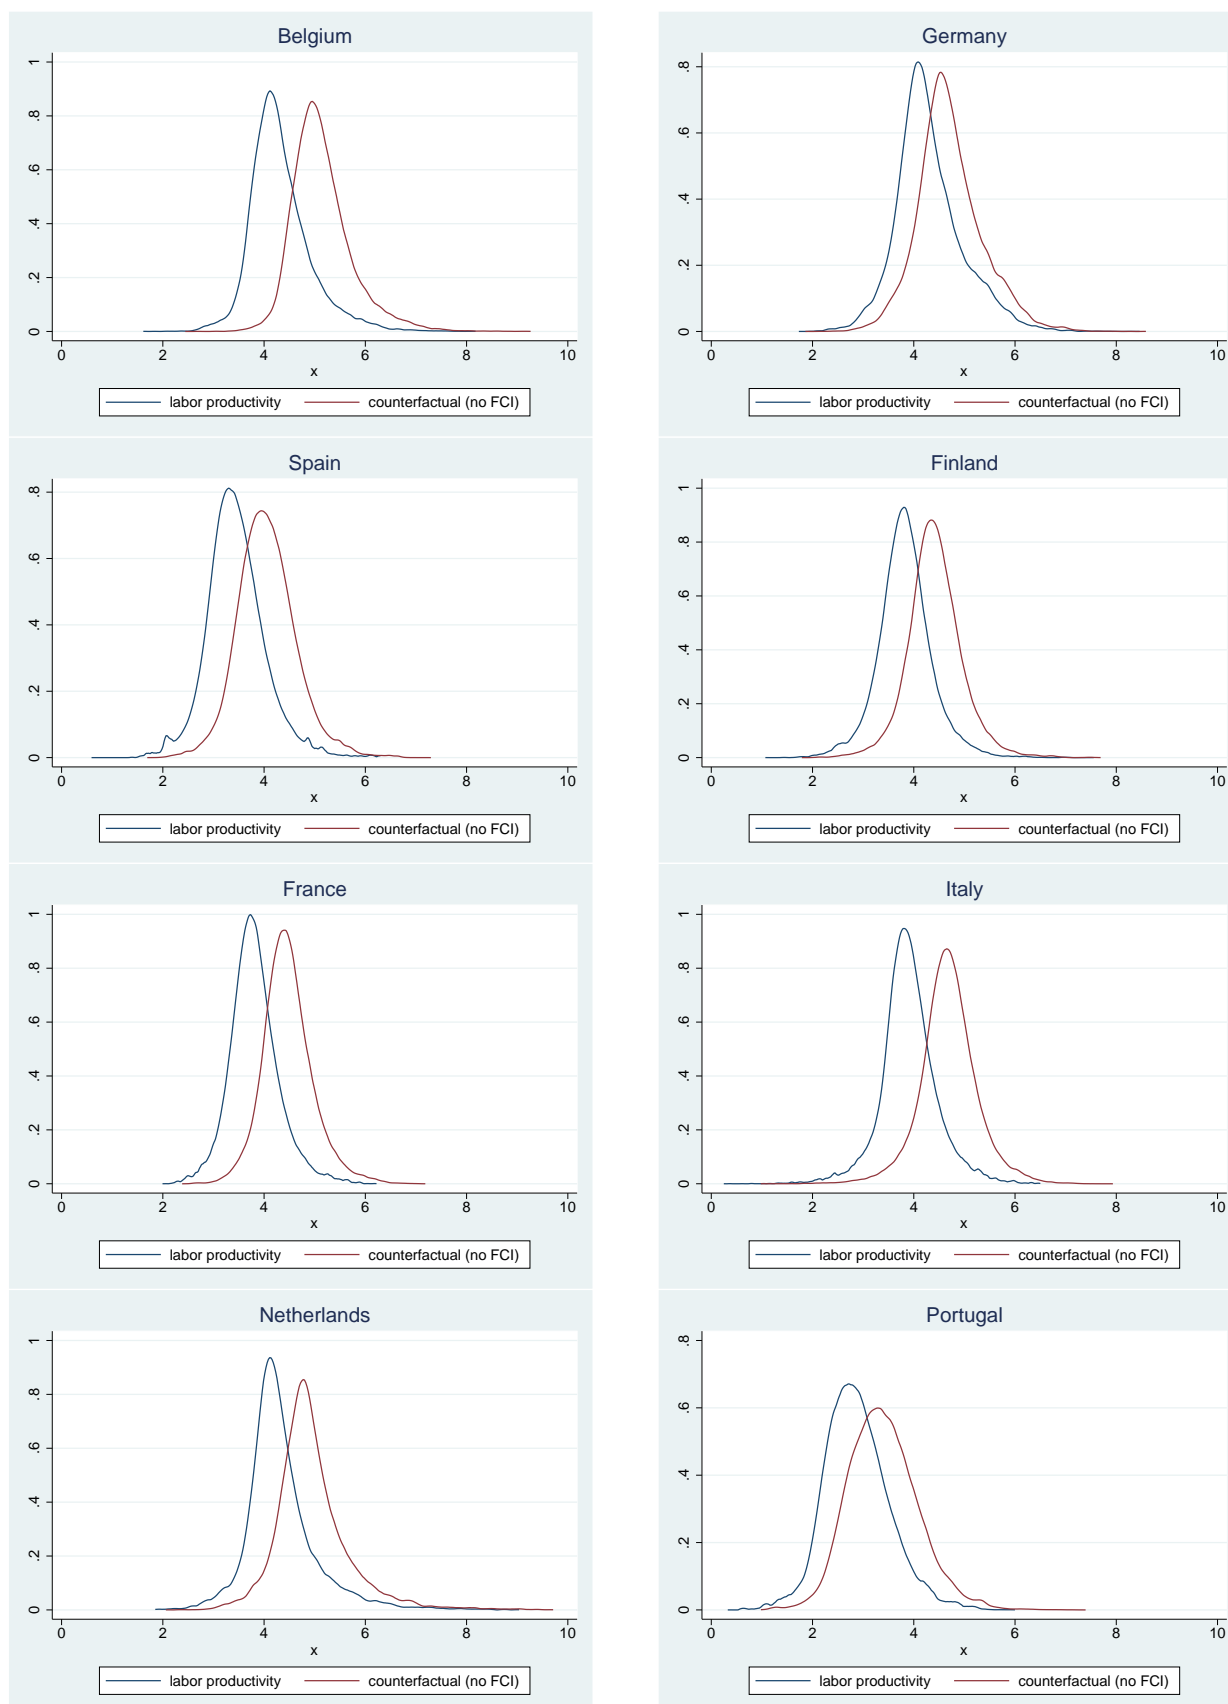 Belgium
1
.8
.6
.4
.2
0
0 2 4 6 8 10
x
labor productivity counterfactual (no FCI)
Germany
.8
.6
.4
.2
0
0 2 4 6 8 10
x
labor productivity counterfactual (no FCI)
Spain
.8
.6
.4
.2
0
0 2 4 6 8 10
x
labor productivity counterfactual (no FCI)
Finland
1
.8
.6
.4
.2
0
0 2 4 6 8 10
x
labor productivity counterfactual (no FCI)
France
1
.8
.6
.4
.2
0
0 2 4 6 8 10
x
labor productivity counterfactual (no FCI)
Italy
1
.8
.6
.4
.2
0
0 2 4 6 8 10
x
labor productivity counterfactual (no FCI)
Netherlands
1
.8
.6
.4
.2
0
0 2 4 6 8 10
x
labor productivity counterfactual (no FCI)
Portugal
.8
.6
.4
.2
0
0 2 4 6 8 10
x
labor productivity counterfactual (no FCI)